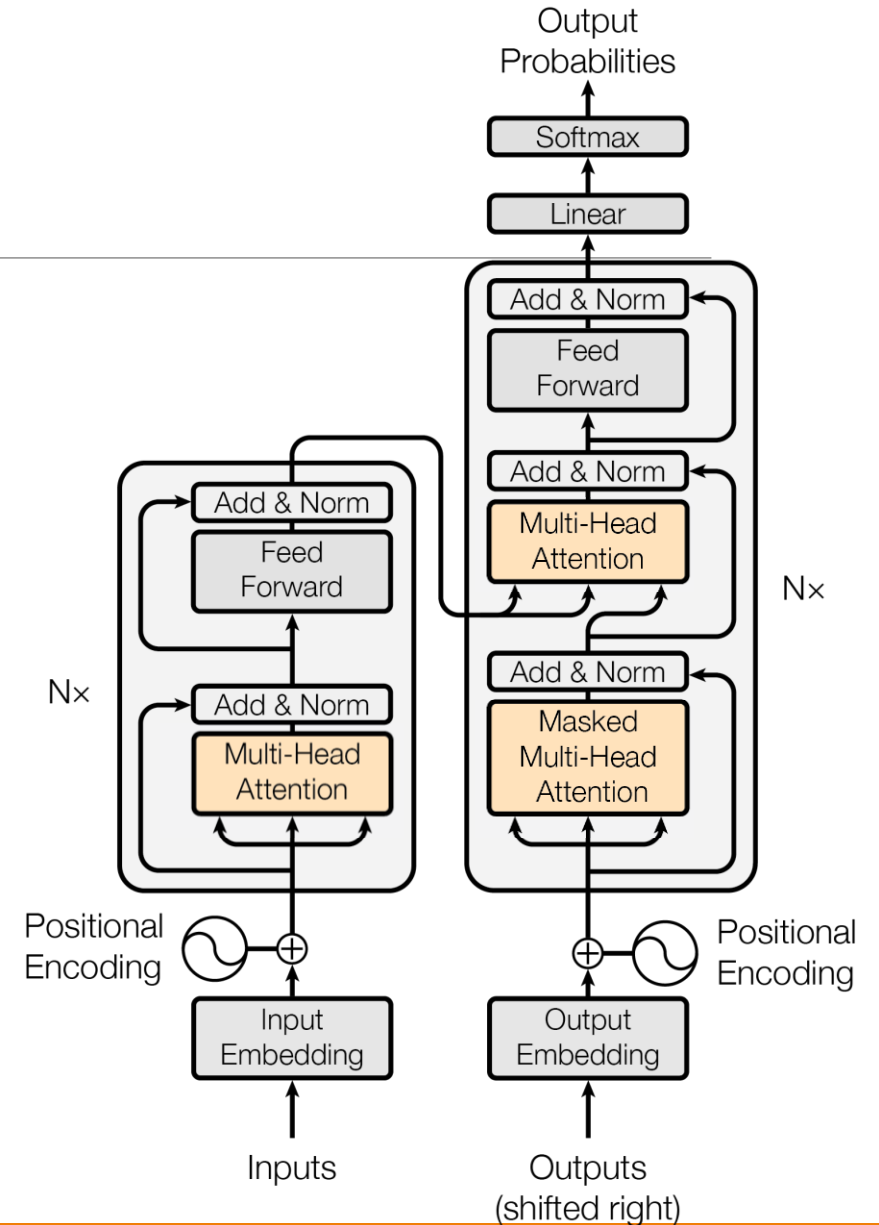 Output
Probabilities
Softmax
Linear
Add & Norm
Feed
Forward
Add & Norm
Multi-Head
Attention
Add & Norm
Masked
Multi-Head
Attention
Nx
Add & Norm
Feed
Forward
Add & Norm
Multi-Head
Attention
Nx
Positional
Encoding
Positional
Encoding
Input
Embedding
Output
Embedding
Inputs
Outputs
(shifted right)